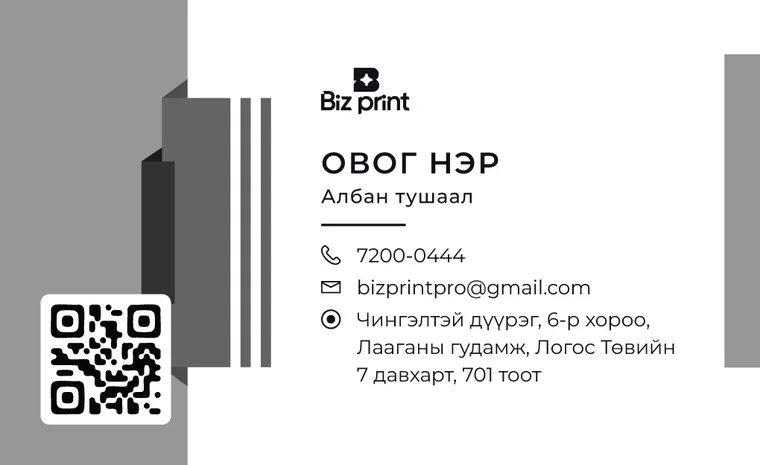 Biz print
ОВОГ НЭР
Албан тушаал
7200-0444
bizprintpro@gmail.com
Чингэлтэй дүүрэг, 6-р хороо,
Лааганы гудамж, Логос Төвийн
7 давхарт, 701 тоот